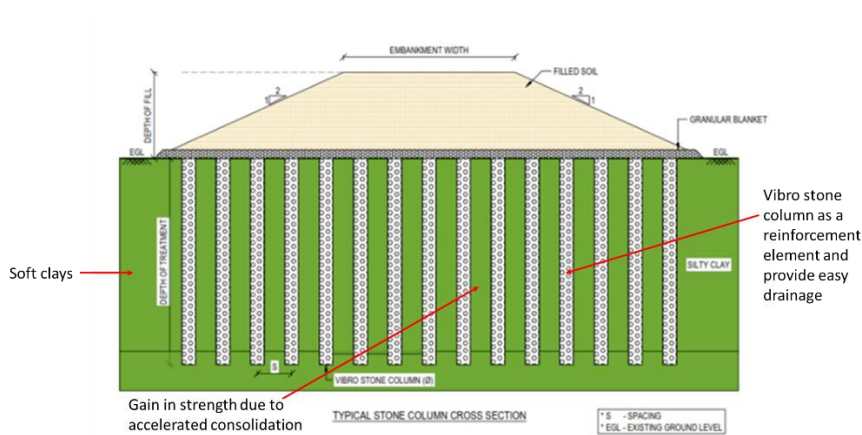 EMBANKMENT WIDTH
FILLED SOIL
2
1
2
1
DEPTH OF FILL
GRANULAR BLANKET
EGL
EGL
Vibro stone
column as a
reinforcement
element and
provide easy
drainage
Soft clays
DEPTH OF TREATMENT
SILTY CLAY
S
VIBRO STONE COLUMN (Ø)
Gain in strength due to
accelerated consolidation
TYPICAL STONE COLUMN CROSS SECTION
* S - SPACING
* EGL - EXISTING GROUND LEVEL